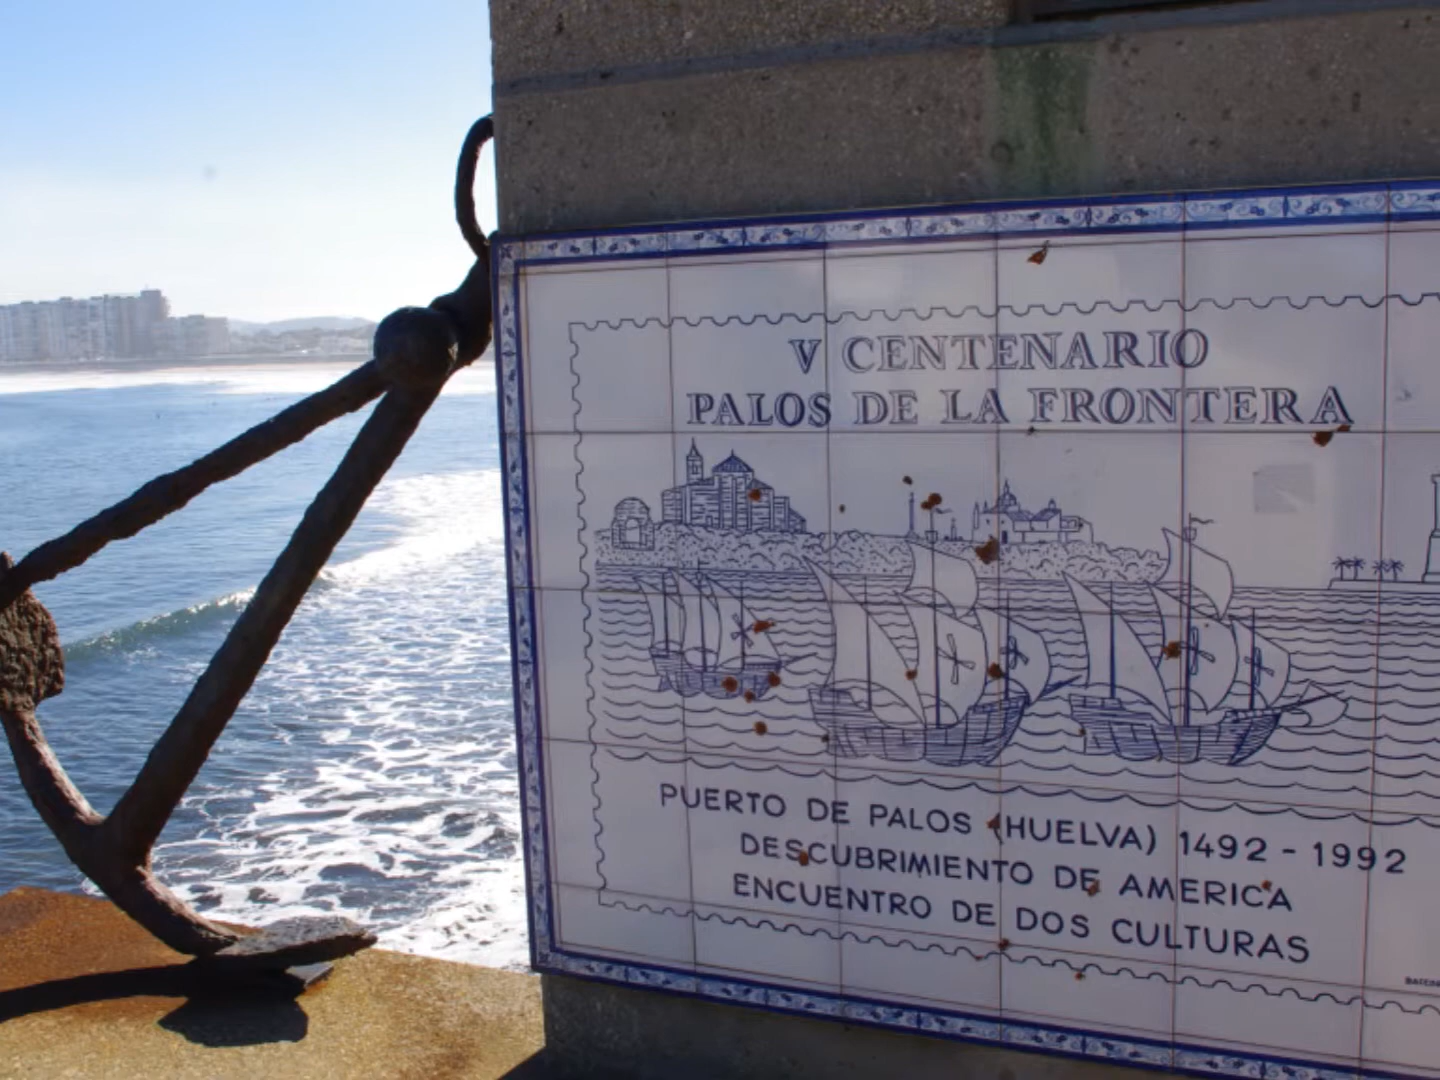 V CENTENARIO
PALOS DE LA FRONTERA
PUERTO DE PALOS (HUELVA) 1492 - 1992
DESCUBRIMIENTO DE AMERICA
ENCUENTRO DE DOS CULTURAS